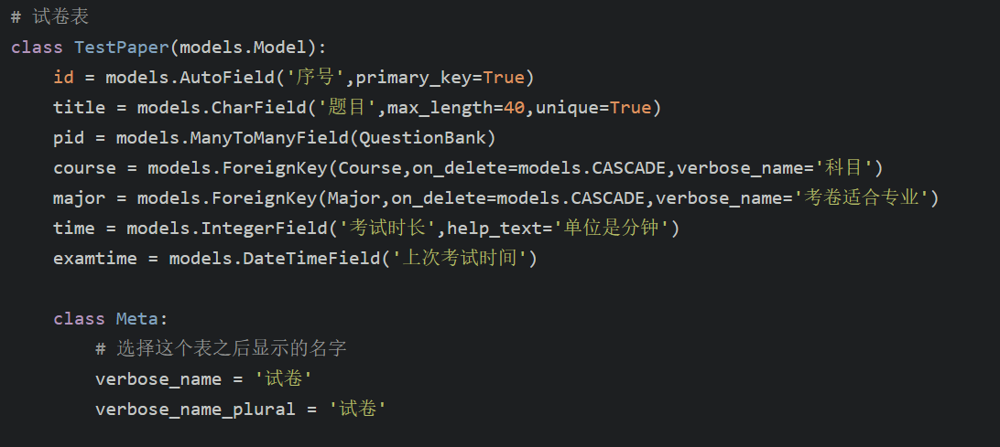 # 试卷表
class TestPaper(models.Model):
    id = models.AutoField('序号',primary_key=True)
    title = models.CharField('题目',max_length=40,unique=True)
    pid = models.ManyToManyField(QuestionBank)
    course = models.ForeignKey(Course,on_delete=models.CASCADE,verbose_name='科目')
    major = models.ForeignKey(Major,on_delete=models.CASCADE,verbose_name='考卷适合专业')
    time = models.IntegerField('考试时长',help_text='单位是分钟')
    examtime = models.DateTimeField('上次考试时间')

    class Meta:
        # 选择这个表之后显示的名字
        verbose_name = '试卷'
        verbose_name_plural = '试卷'